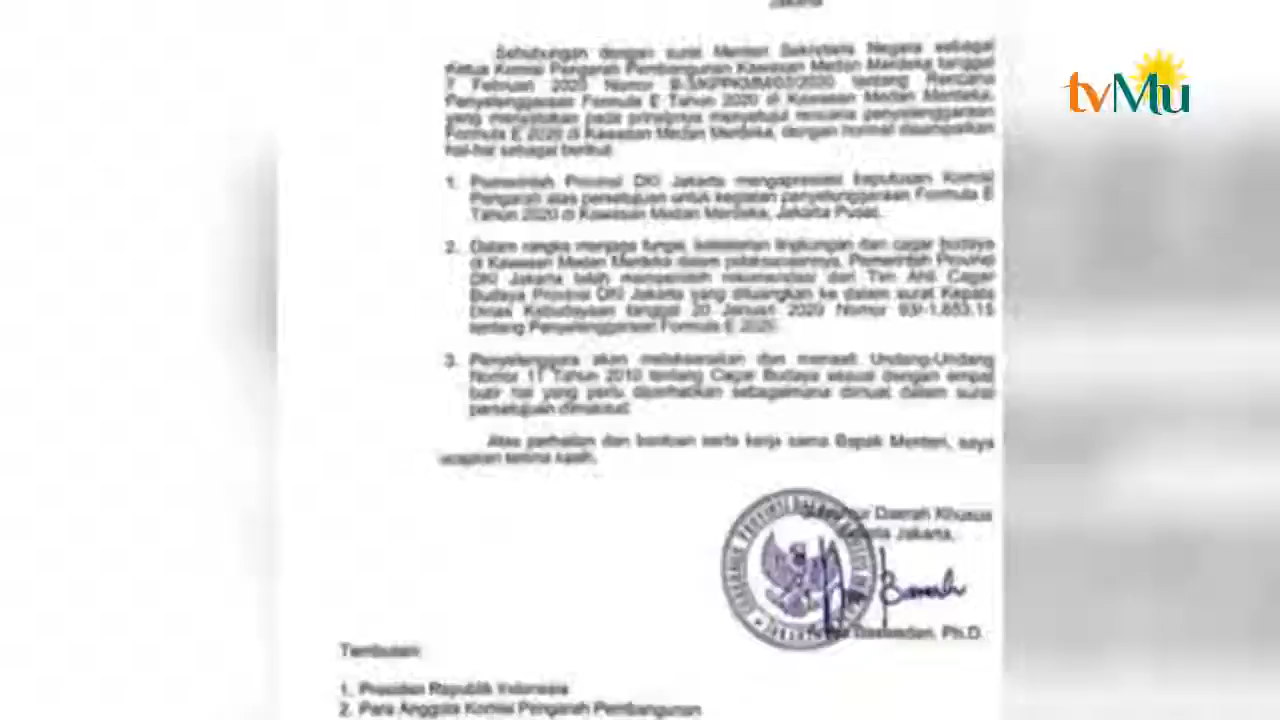 Jakarta
tvMu
Sehubungan dengan surat Menteri Sekretaris Negara sebagai
Ketua Komisi Pengarah Pembangunan Kawasan Medan Merdeka tanggal
7 Februari 2020 Nomor tentang Rencana
Penyelenggaraan Formula E Tahun 2020 di Kawasan Medan Merdeka,
yang menyatakan pada prinsipnya menyetujui rencana penyelenggaraan
Formula E 2020 di Kawasan Medan Merdeka, dengan hormat disampaikan
hal-hal sebagai berikut:
1. Pemerintah Provinsi DKI Jakarta mengapresiasi keputusan Komisi
Pengarah atas persetujuan untuk kegiatan penyelenggaraan Formula E
Tahun 2020 di Kawasan Medan Merdeka, Jakarta Pusat.
2. Dalam rangka menjaga fungsi, kelestarian lingkungan dan cagar budaya
di Kawasan Medan Merdeka dalam pelaksanaannya, Pemerintah Provinsi
DKI Jakarta telah memperoleh rekomendasi dari Tim Ahli Cagar
Budaya Provinsi DKI Jakarta yang dituangkan ke dalam surat Kepala
Dinas Kebudayaan tanggal 20 Januari 2020 Nomor
tentang Penyelenggaraan Formula E 2020.
3. Penyelenggara akan melaksanakan dan menaati Undang-Undang
Nomor 11 Tahun 2010 tentang Cagar Budaya sesuai dengan empat
butir hal yang perlu diperhatikan sebagaimana dimuat dalam surat
persetujuan dimaksud.
Atas perhatian dan bantuan serta kerja sama Bapak Menteri, saya
ucapkan terima kasih.
Gubernur Daerah Khusus
Jakarta,
Baswedan, Ph.D.
Tembusan:
1. Presiden Republik Indonesia
2. Para Anggota Komisi Pengarah Pembangunan